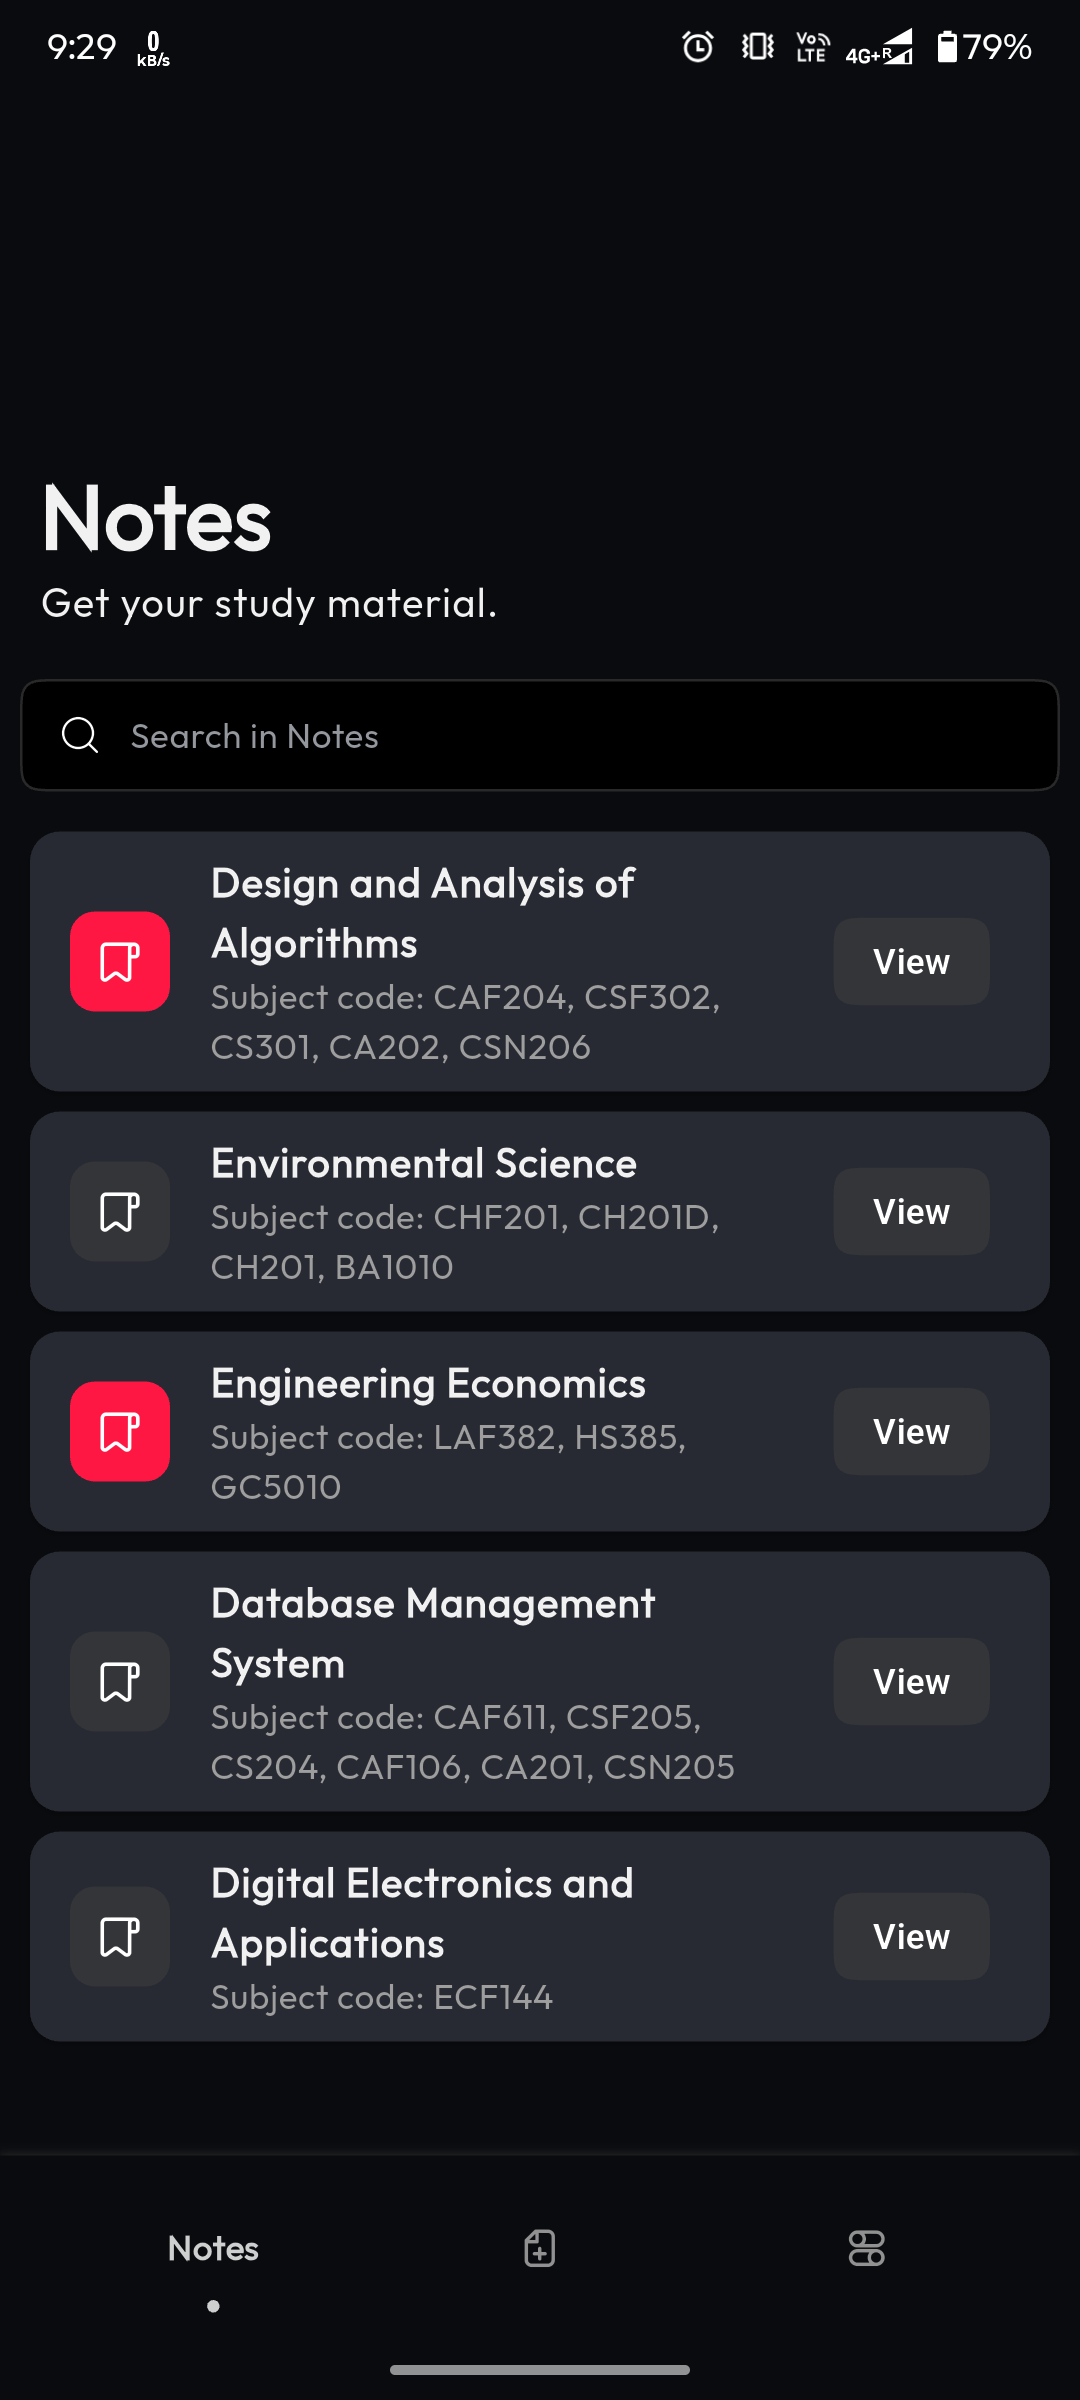 9:29 0 kB/s Vo LTE 4G+ R 79%
Notes
Get your study material.
Search in Notes
Design and Analysis of
Algorithms
Subject code: CAF204, CSF302,
CS301, CA202, CSN206
View
Environmental Science
Subject code: CHF201, CH201D,
CH201, BA1010
View
Engineering Economics
Subject code: LAF382, HS385,
GC5010
View
Database Management
System
Subject code: CAF611, CSF205,
CS204, CAF106, CA201, CSN205
View
Digital Electronics and
Applications
Subject code: ECF144
View
Notes